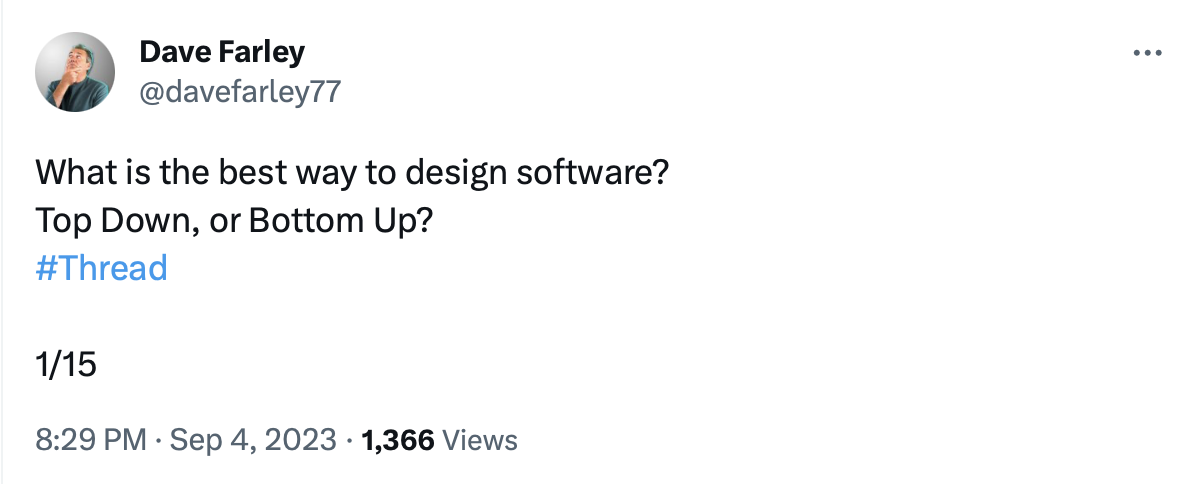 Dave Farley
@davefarley77
What is the best way to design software?
Top Down, or Bottom Up?
#Thread
1/15
8:29 PM · Sep 4, 2023 · 1,366 Views